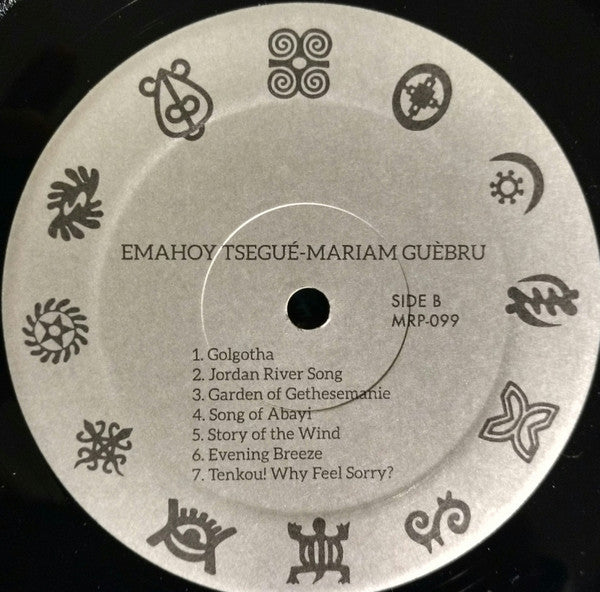 EMAHOY TSEGUÉ-MARIAM GUÈBRU
SIDE B
MRP-099
1. Golgotha
2. Jordan River Song
3. Garden of Gethesemanie
4. Song of Abayi
5. Story of the Wind
6. Evening Breeze
7. Tenkou! Why Feel Sorry?